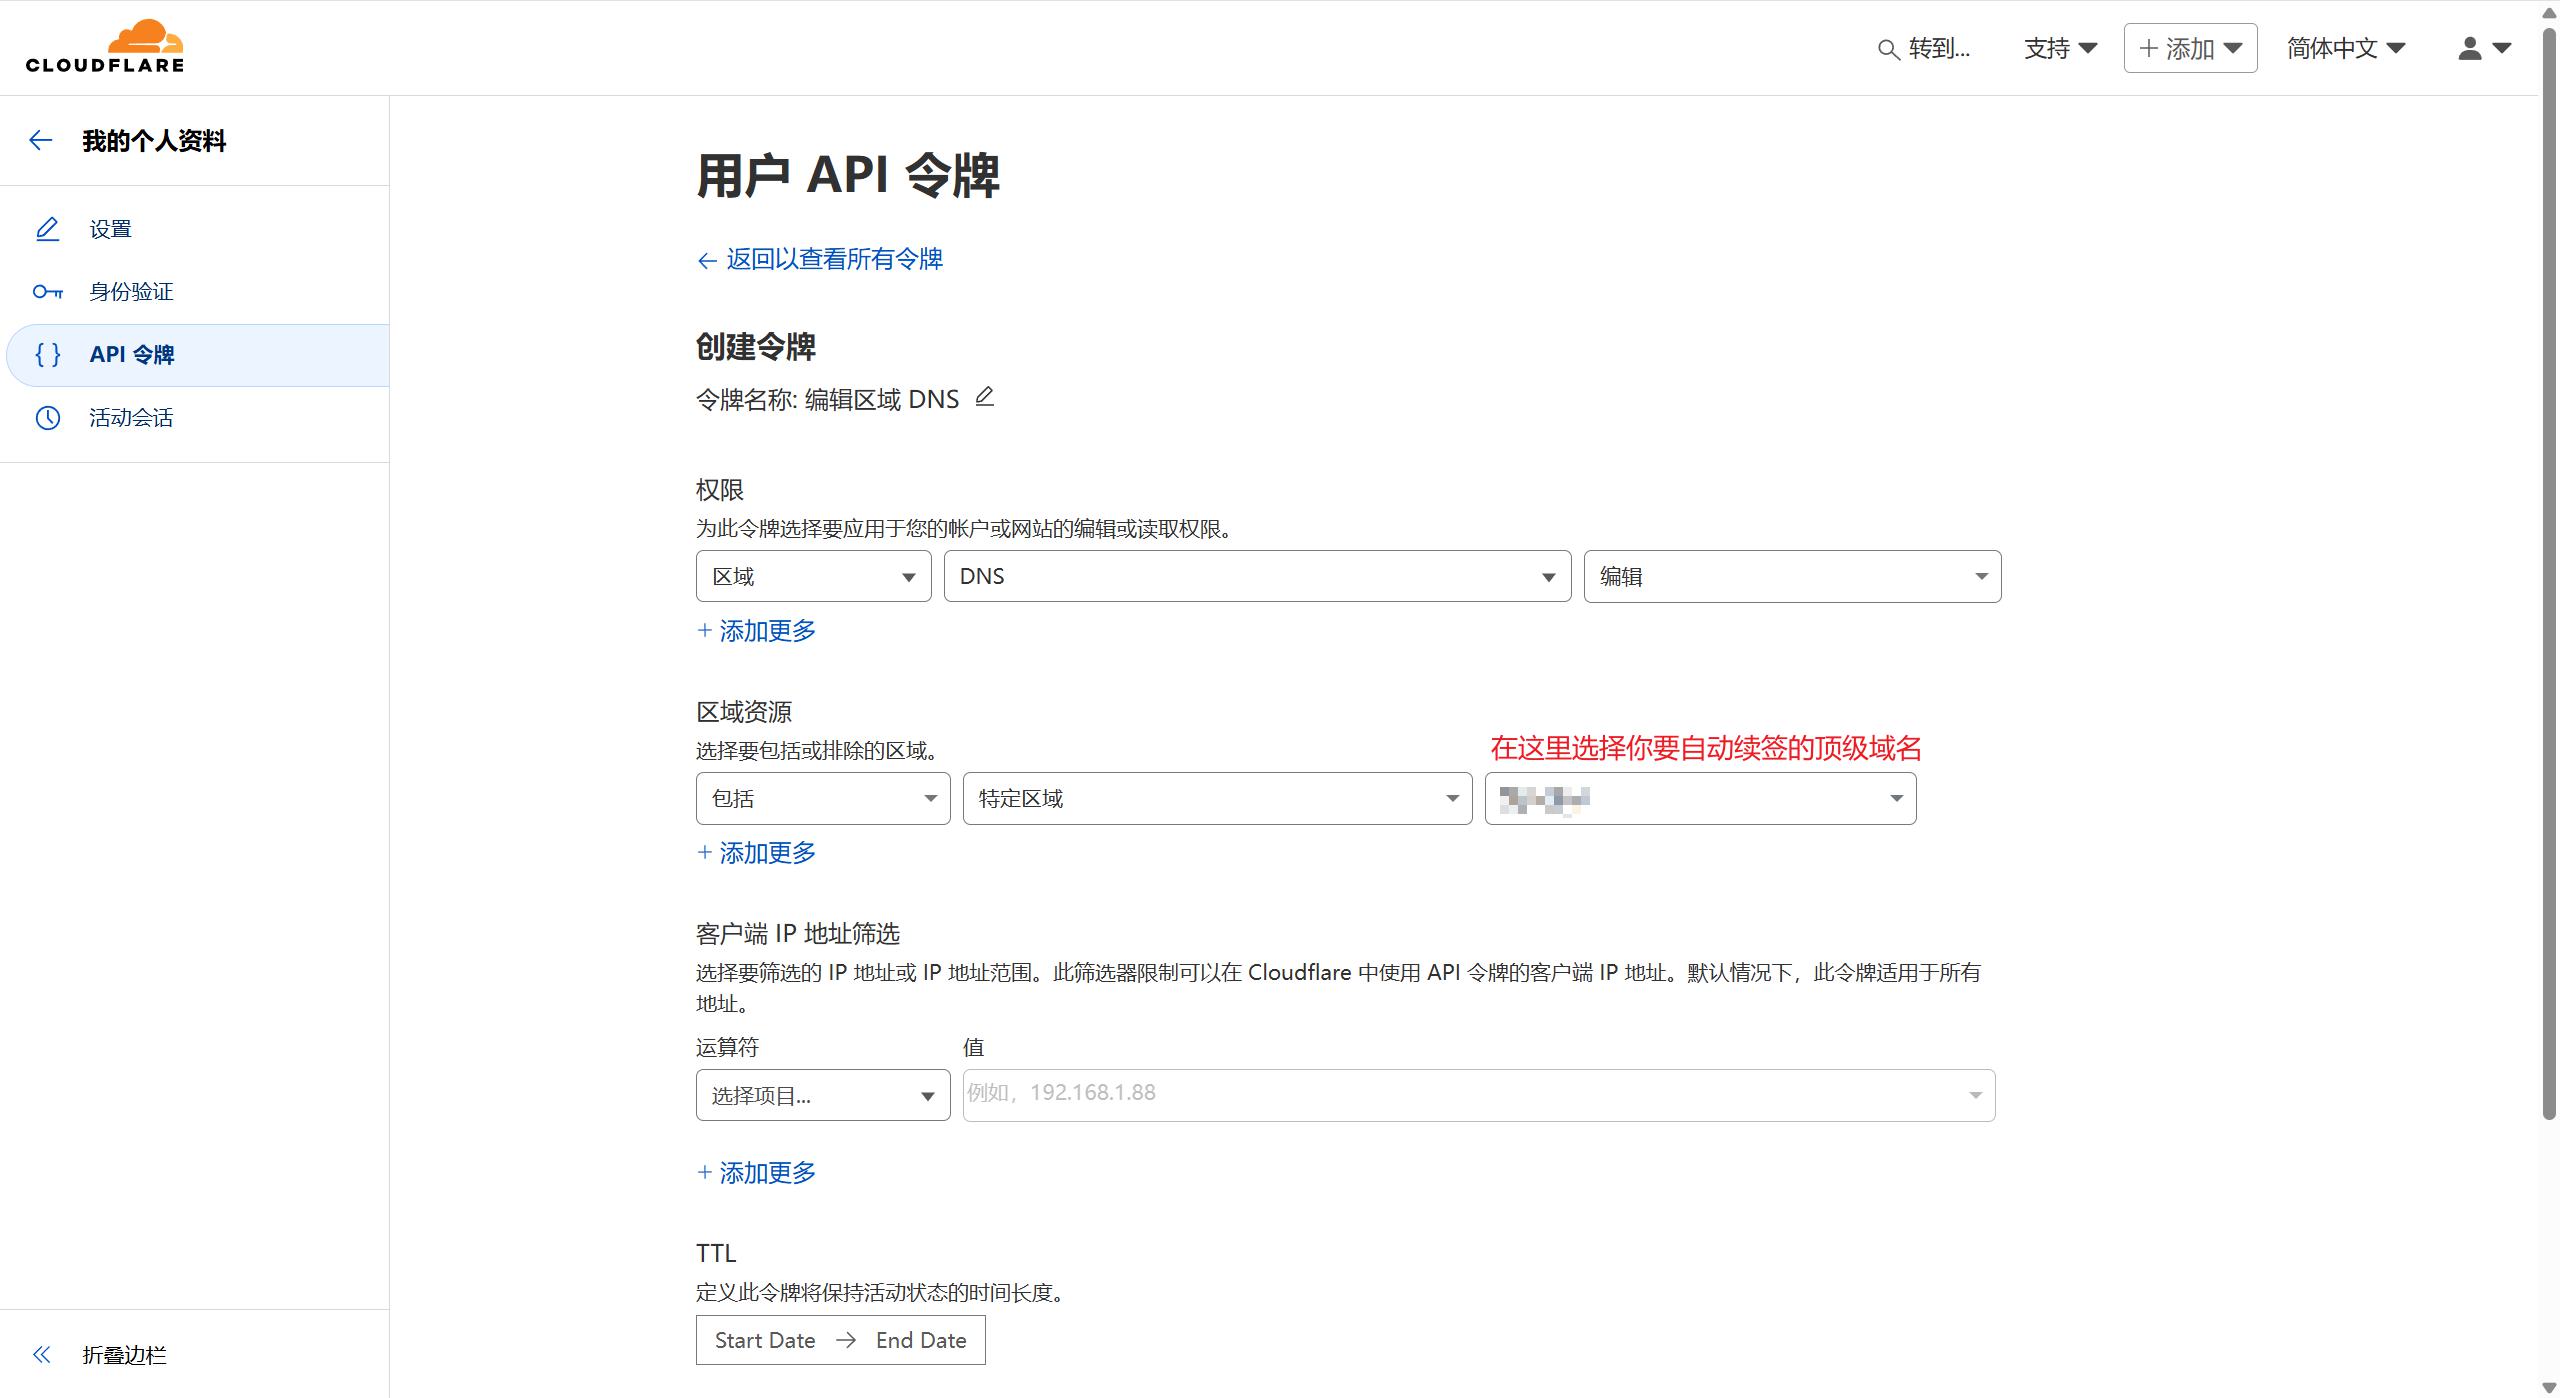 CLOUDFLARE
转到...
支持
+ 添加
简体中文
我的个人资料
设置
身份验证
{ } API 令牌
活动会话
用户 API 令牌
← 返回以查看所有令牌
创建令牌
令牌名称: 编辑区域 DNS
权限
为此令牌选择要应用于您的帐户或网站的编辑或读取权限。
区域 DNS 编辑
+ 添加更多
区域资源
选择要包括或排除的区域。
在这里选择你要自动续签的顶级域名
包括 特定区域
+ 添加更多
客户端 IP 地址筛选
选择要筛选的 IP 地址或 IP 地址范围。此筛选器限制可以在 Cloudflare 中使用 API 令牌的客户端 IP 地址。默认情况下，此令牌适用于所有
地址。
运算符 值
选择项目... 例如，192.168.1.88
+ 添加更多
TTL
定义此令牌将保持活动状态的时间长度。
Start Date → End Date
折叠边栏